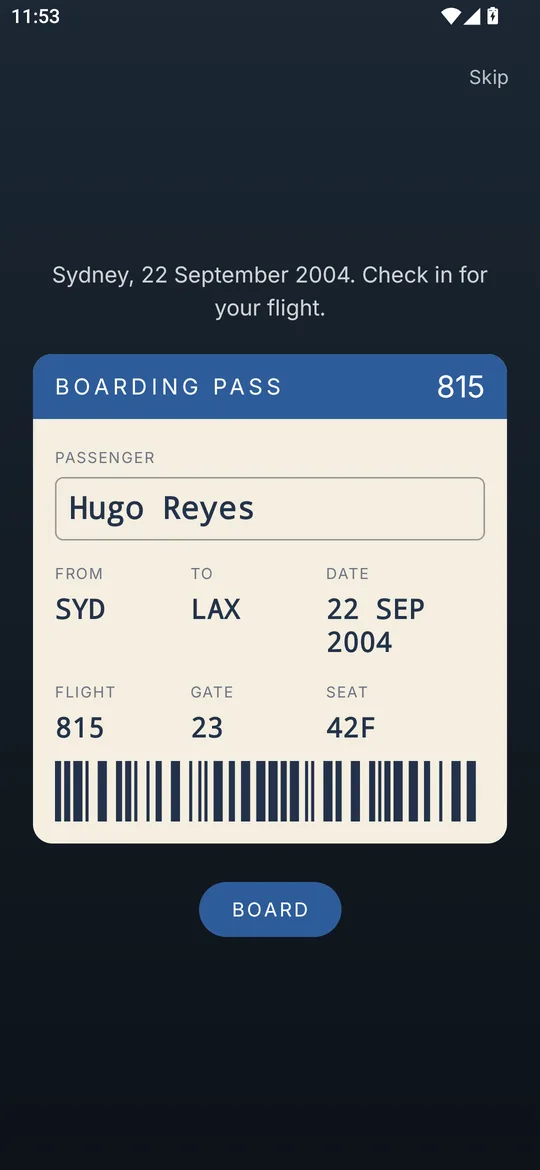 11:53
Skip
Sydney, 22 September 2004. Check in for
your flight.
BOARDING PASS 815
PASSENGER
Hugo Reyes
FROM TO DATE
SYD LAX 22 SEP
2004
FLIGHT GATE SEAT
815 23 42F
BOARD